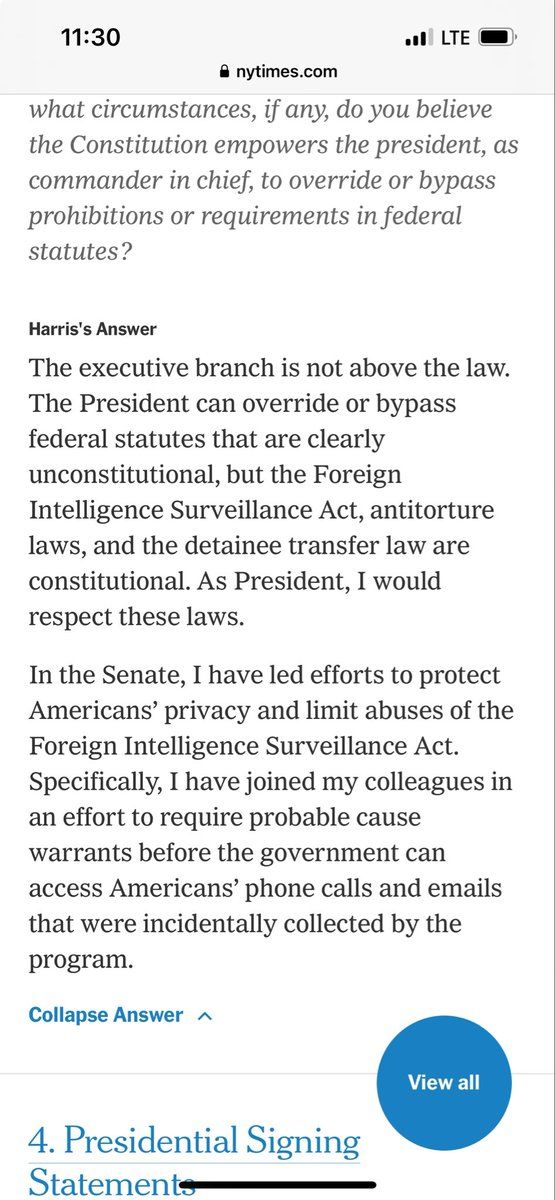 11:30
LTE
nytimes.com
what circumstances, if any, do you believe
the Constitution empowers the president, as
commander in chief, to override or bypass
prohibitions or requirements in federal
statutes?
Harris's Answer
The executive branch is not above the law.
The President can override or bypass
federal statutes that are clearly
unconstitutional, but the Foreign
Intelligence Surveillance Act, antitorture
laws, and the detainee transfer law are
constitutional. As President, I would
respect these laws.
In the Senate, I have led efforts to protect
Americans’ privacy and limit abuses of the
Foreign Intelligence Surveillance Act.
Specifically, I have joined my colleagues in
an effort to require probable cause
warrants before the government can
access Americans’ phone calls and emails
that were incidentally collected by the
program.
Collapse Answer
View all
4. Presidential Signing
Statements